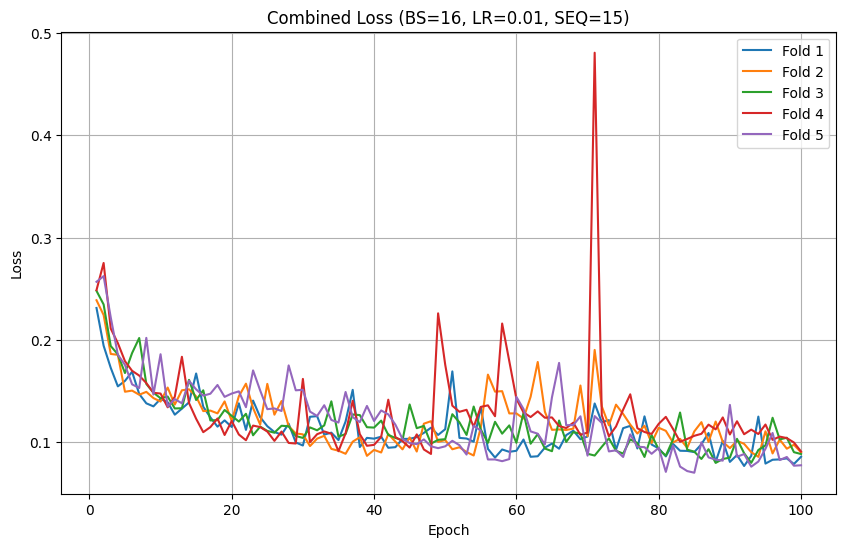 Combined Loss (BS=16, LR=0.01, SEQ=15)
Loss
0.5
0.4
0.3
0.2
0.1
0
20
40
60
80
100
Epoch
Fold 1
Fold 2
Fold 3
Fold 4
Fold 5